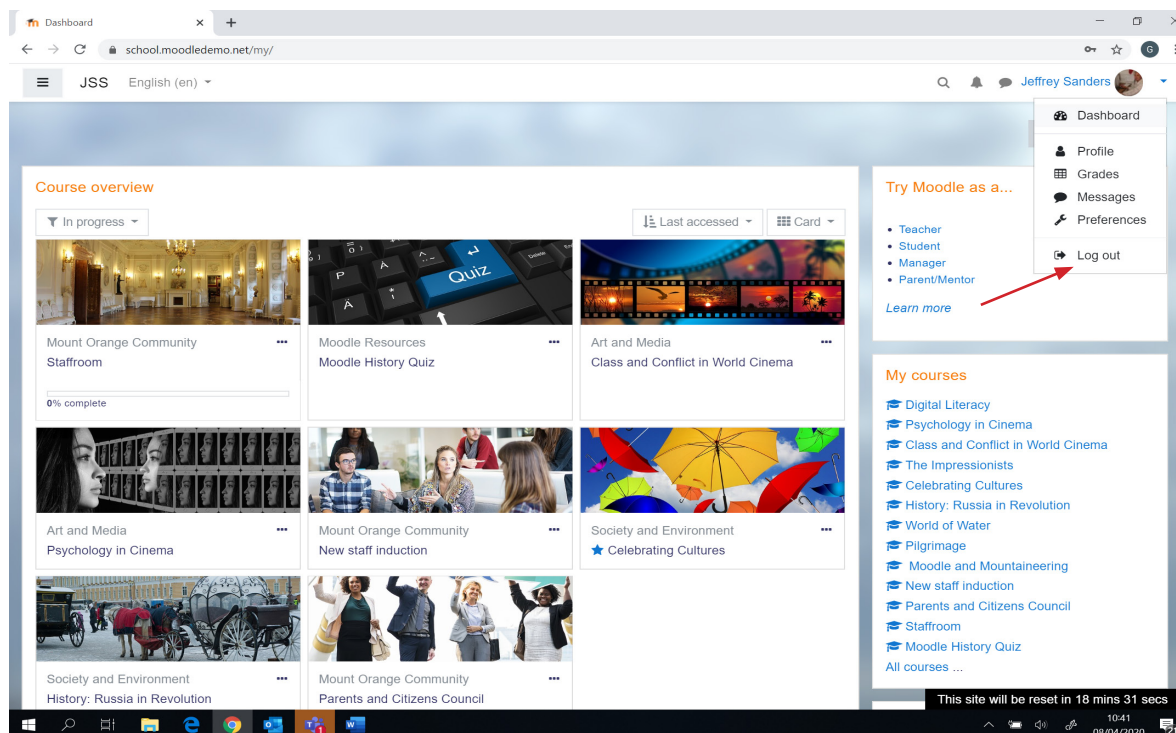 Dashboard
school.moodledemo.net/my/
G
JSS English (en)
Jeffrey Sanders
Dashboard
Profile
Grades
Messages
Preferences
Log out
Course overview
In progress
Last accessed
Card
Mount Orange Community
Staffroom
0% complete
Quiz
Moodle Resources
Moodle History Quiz
Art and Media
Class and Conflict in World Cinema
Art and Media
Psychology in Cinema
Mount Orange Community
New staff induction
Society and Environment
Celebrating Cultures
Society and Environment
History: Russia in Revolution
Mount Orange Community
Parents and Citizens Council
Try Moodle as a...
Teacher
Student
Manager
Parent/Mentor
Learn more
My courses
Digital Literacy
Psychology in Cinema
Class and Conflict in World Cinema
The Impressionists
Celebrating Cultures
History: Russia in Revolution
World of Water
Pilgrimage
Moodle and Mountaineering
New staff induction
Parents and Citizens Council
Staffroom
Moodle History Quiz
All courses ...
This site will be reset in 18 mins 31 secs
10:41
08/04/2020